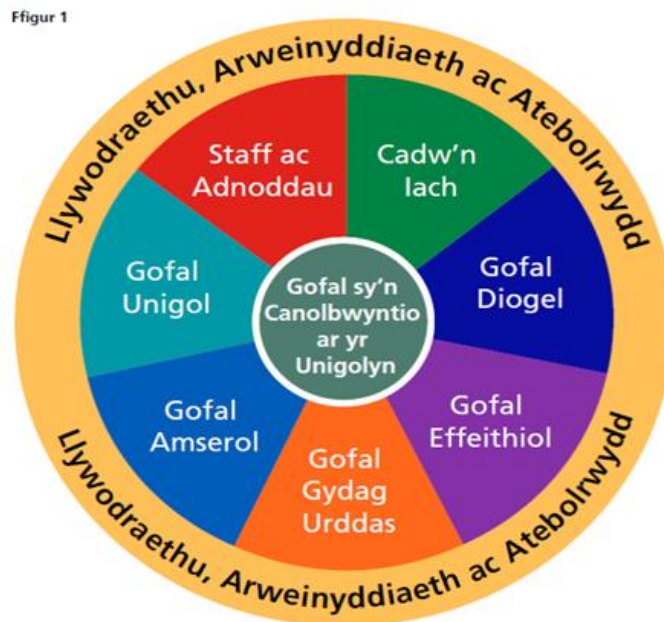 Ffigur 1
Llywodraethu, Arweinyddiaeth ac Atebolrwydd
Staff ac
Adnoddau
Cadw'n
Iach
Gofal
Diogel
Gofal
Effeithiol
Gofal
Gydag
Urddas
Gofal
Amserol
Gofal
Unigol
Gofal sy'n
Canolbwyntio
ar yr
Unigolyn
Llywodraethu, Arweinyddiaeth ac Atebolrwydd